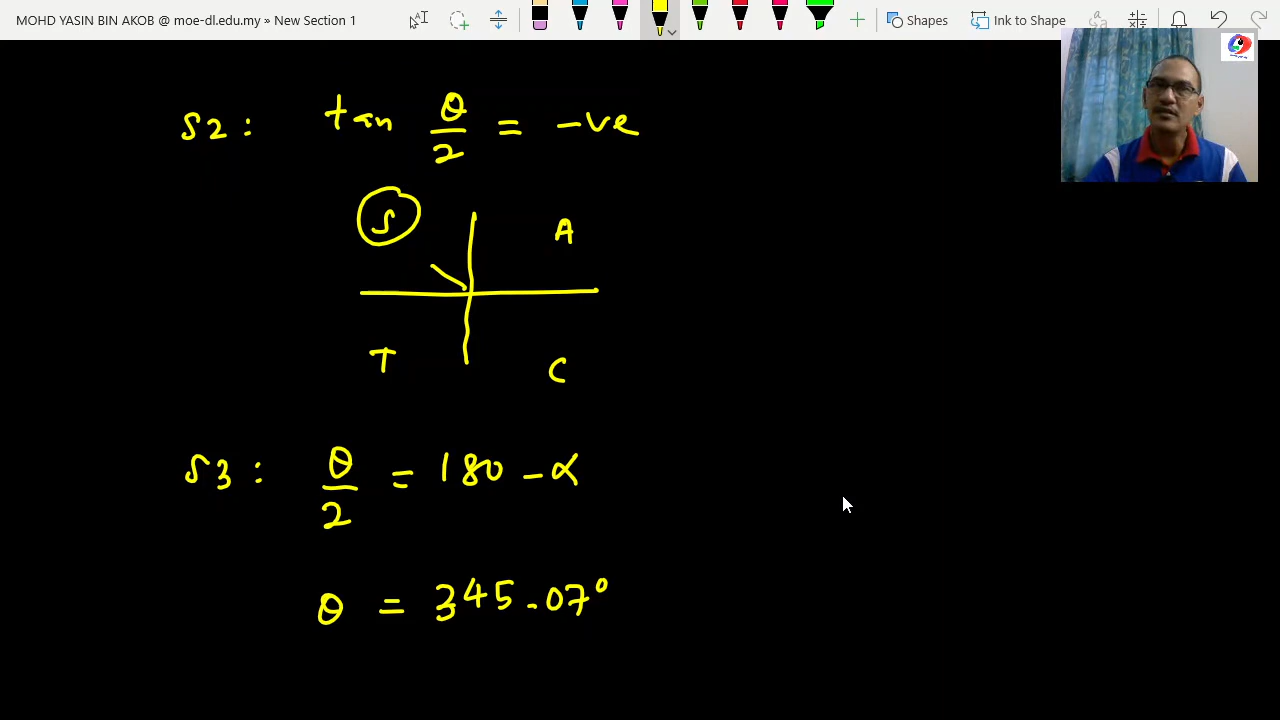 MOHD YASIN BIN AKOB @ moe-dl.edu.my » New Section 1
Shapes
Ink to Shape
S2 : tan θ/2 = -ve
S A
T C
S3 : θ/2 = 180 - α
θ = 345.07°